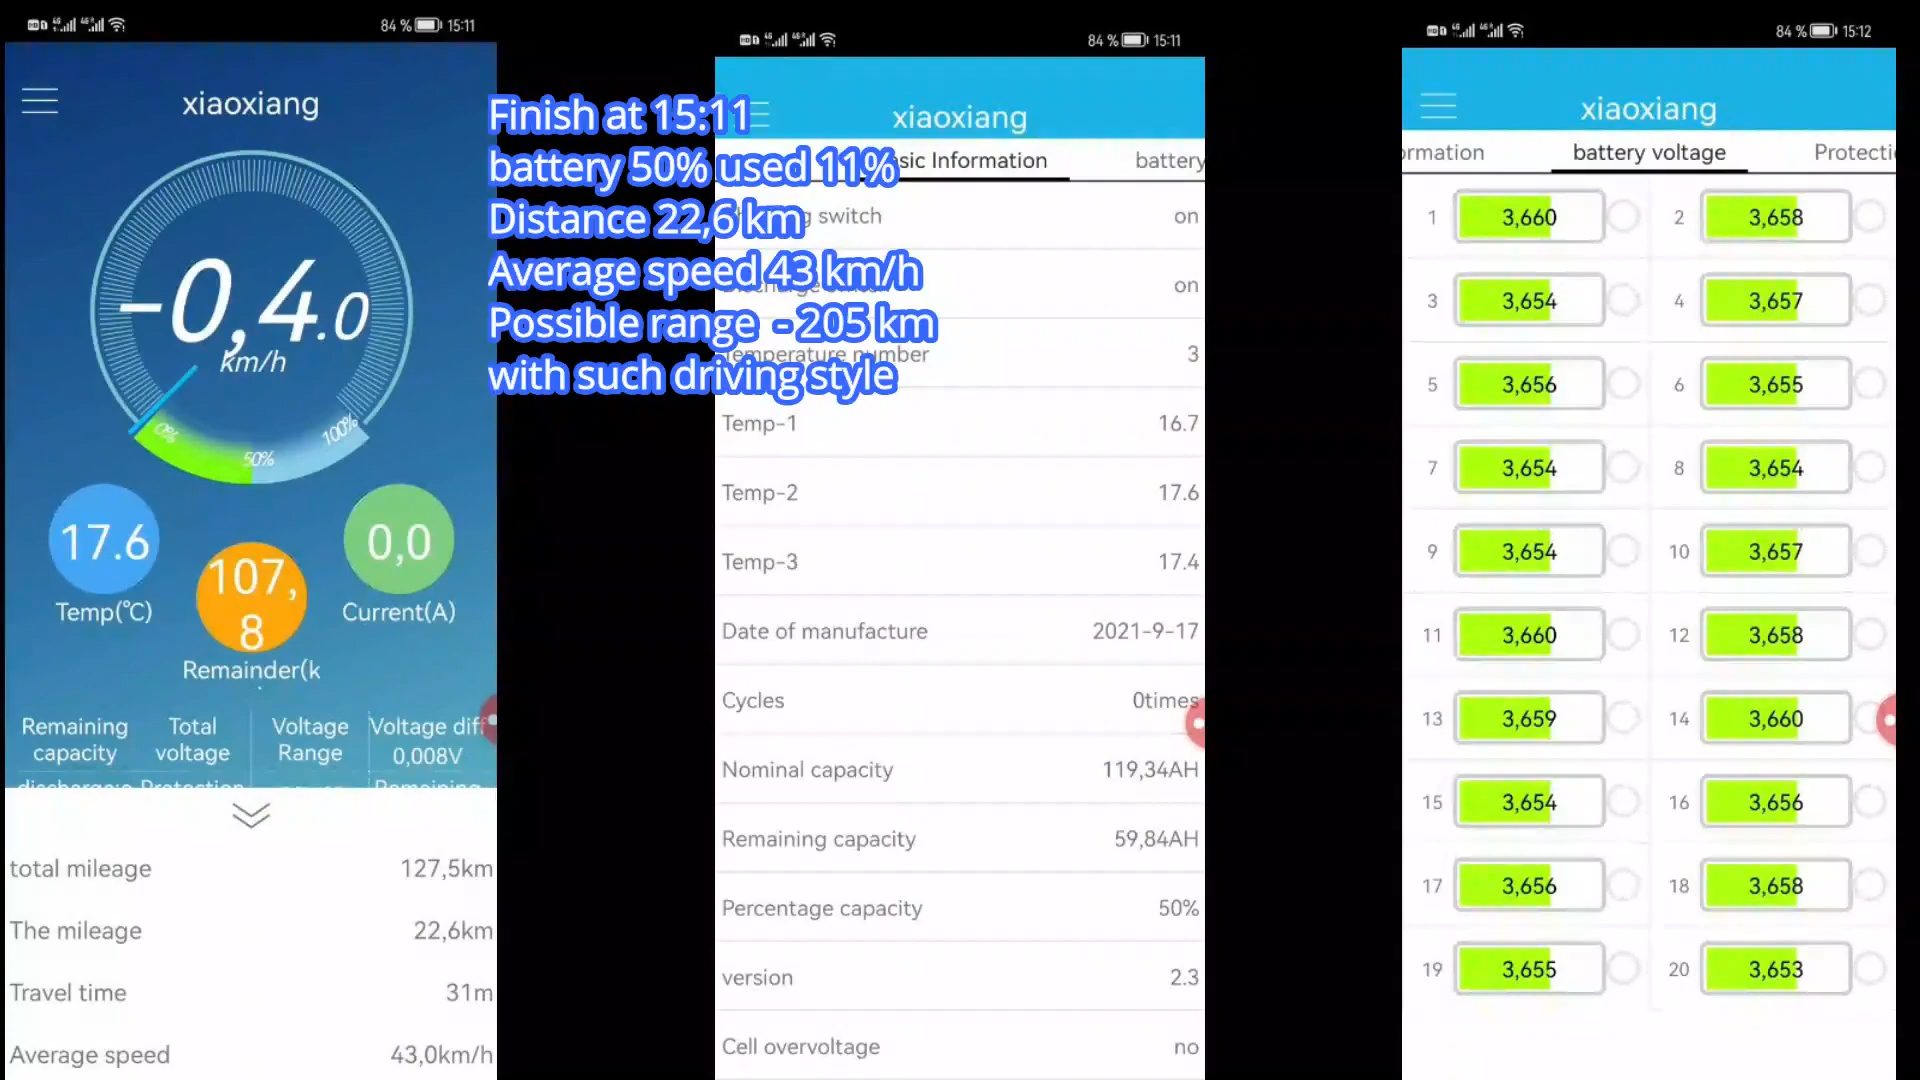 84 % 15:11
xiaoxiang
-0,4.0
km/h
0%
50%
100%
17.6
Temp(°C)
107,
8
Remainder(k
0,0
Current(A)
Remaining
capacity
Total
voltage
Voltage
Range
Voltage diff
0,008V
total mileage 127,5km
The mileage 22,6km
Travel time 31m
Average speed 43,0km/h
Finish at 15:11
battery 50% used 11%
Distance 22,6 km
Average speed 43 km/h
Possible range - 205 km
with such driving style
84 % 15:11
xiaoxiang
sic Information battery
switch on
on
Temperature number 3
Temp-1 16.7
Temp-2 17.6
Temp-3 17.4
Date of manufacture 2021-9-17
Cycles 0times
Nominal capacity 119,34AH
Remaining capacity 59,84AH
Percentage capacity 50%
version 2.3
Cell overvoltage no
84 % 15:12
xiaoxiang
ormation battery voltage Protecti
1 3,660 2 3,658
3 3,654 4 3,657
5 3,656 6 3,655
7 3,654 8 3,654
9 3,654 10 3,657
11 3,660 12 3,658
13 3,659 14 3,660
15 3,654 16 3,656
17 3,656 18 3,658
19 3,655 20 3,653